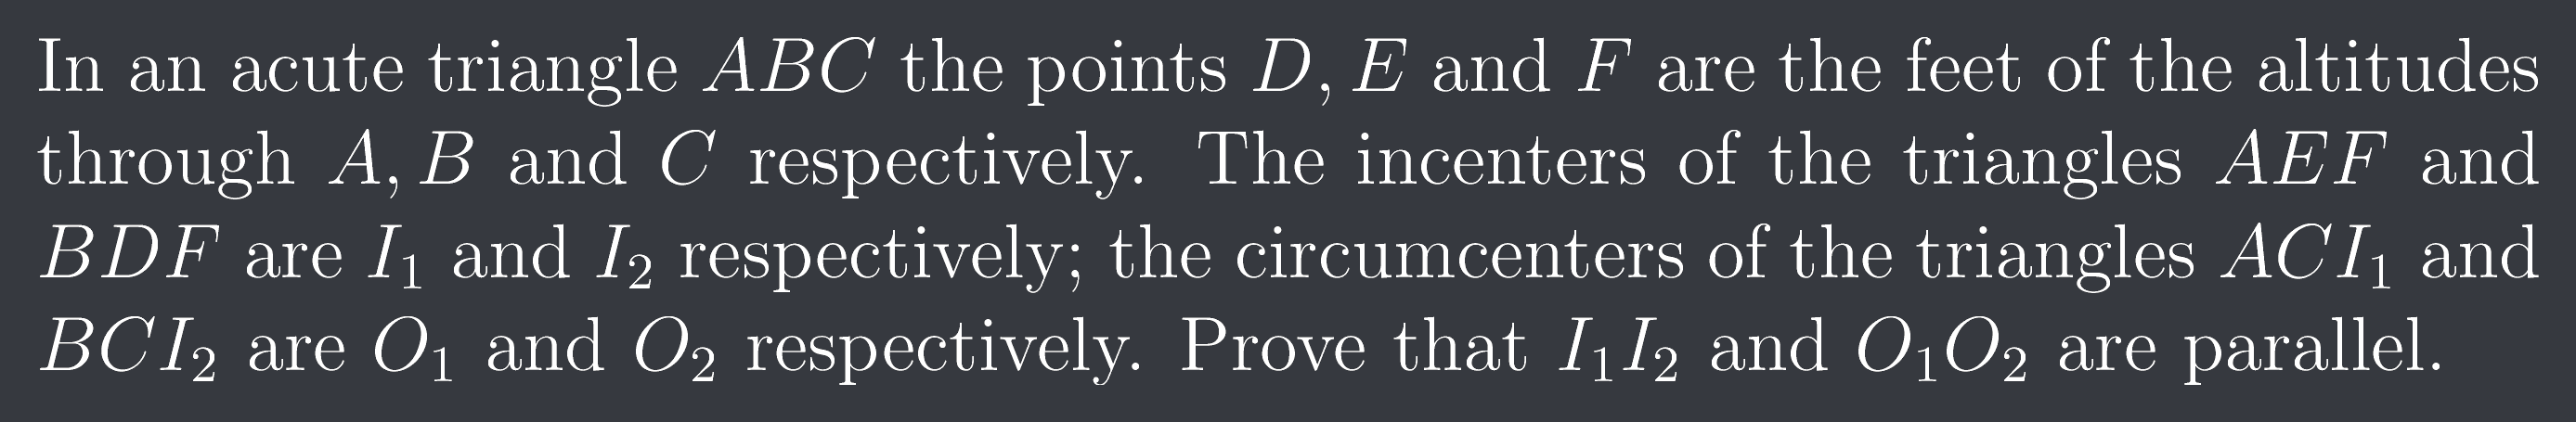 In an acute triangle ABC the points D, E and F are the feet of the altitudes
through A, B and C respectively. The incenters of the triangles AEF and
BDF are I₁ and I₂ respectively; the circumcenters of the triangles ACI₁ and
BCI₂ are O₁ and O₂ respectively. Prove that I₁I₂ and O₁O₂ are parallel.